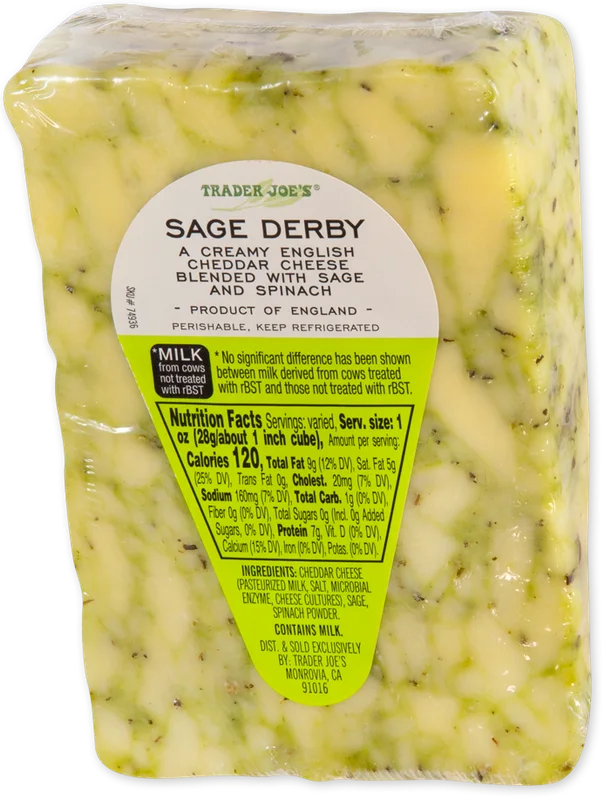 TRADER JOE'S®
SAGE DERBY
A CREAMY ENGLISH
CHEDDAR CHEESE
BLENDED WITH SAGE
AND SPINACH
- PRODUCT OF ENGLAND -
PERISHABLE, KEEP REFRIGERATED
SKU# 74936
*MILK
from cows
not treated
with rBST
* No significant difference has been shown
between milk derived from cows treated
with rBST and those not treated with rBST.
Nutrition Facts Servings: varied, Serv. size: 1
oz (28g/about 1 inch cube), Amount per serving:
Calories 120, Total Fat 9g (12% DV), Sat. Fat 5g
(25% DV), Trans Fat 0g, Cholest. 20mg (7% DV),
Sodium 160mg (7% DV), Total Carb. 1g (0% DV),
Fiber 0g (0% DV), Total Sugars 0g (Incl. 0g Added
Sugars, 0% DV), Protein 7g, Vit. D (0% DV),
Calcium (15% DV), Iron (0% DV), Potas. (0% DV).
INGREDIENTS: CHEDDAR CHEESE
(PASTEURIZED MILK, SALT, MICROBIAL
ENZYME, CHEESE CULTURES), SAGE,
SPINACH POWDER.
CONTAINS MILK.
DIST. & SOLD EXCLUSIVELY
BY: TRADER JOE'S
MONROVIA, CA
91016